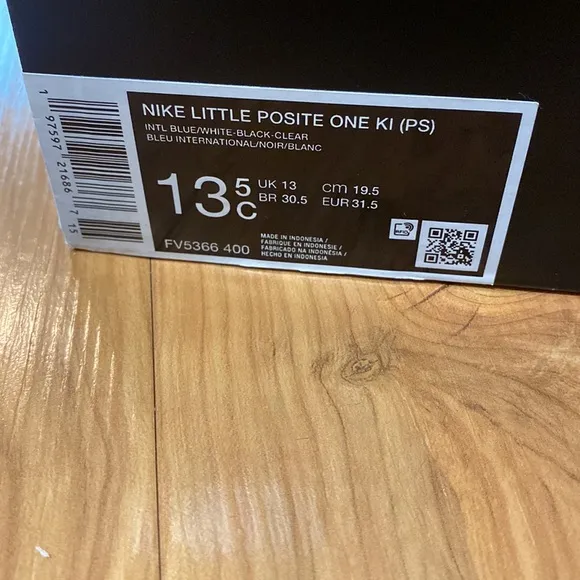 1 97597 21686 7 15
NIKE LITTLE POSITE ONE KI (PS)
INTL BLUE/WHITE-BLACK-CLEAR
BLEU INTERNATIONAL/NOIR/BLANC
13 5 C
UK 13 cm 19.5
BR 30.5 EUR 31.5
FV5366 400
MADE IN INDONESIA/
FABRIQUE EN INDONESIE/
FABRICADO NA INDONÉSIA/
HECHO EN INDONESIA